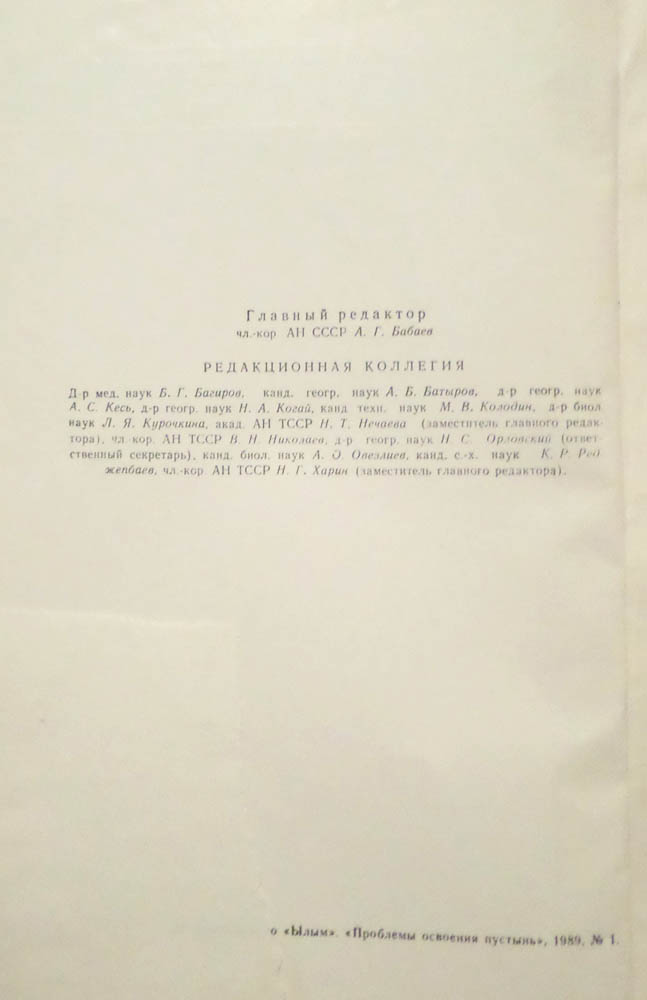 Главный редактор
чл.-кор. АН СССР А. Г. Бабаев
РЕДАКЦИОННАЯ КОЛЛЕГИЯ
Д-р мед. наук Б. Г. Багиров, канд. геогр. наук А. Б. Батыров, д-р геогр. наук
А. С. Кесь, д-р геогр. наук Н. А. Когай, канд техн. наук М. В. Колодин, д-р биол
наук Л. Я. Курочкина, акад. АН ТССР Н. Т. Нечаева (заместитель главного редак-
тора), чл.-кор. АН ТССР В. Н. Николаев, д-р геогр. наук Н. С. Орловский (ответ-
ственный секретарь), канд. биол. наук А. О. Овезлиев, канд. с.-х. наук К. Р. Ред
жепбаев, чл.-кор. АН ТССР Н. Г. Харин (заместитель главного редактора).
о «Ылым». «Проблемы освоения пустынь», 1989, № 1.